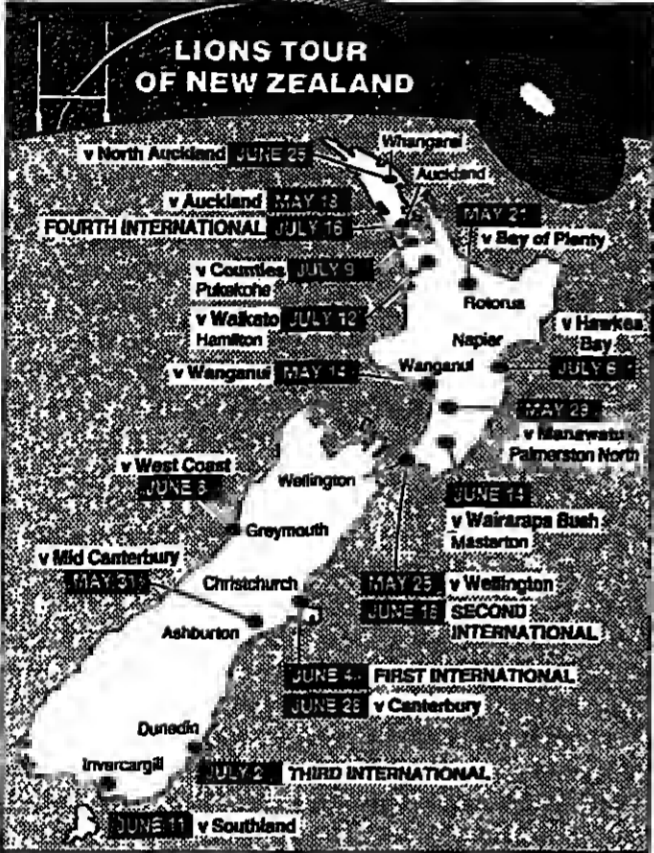 LIONS TOUR
OF NEW ZEALAND
Whangarei
v North Auckland JUNE 25
Auckland
v Auckland MAY 18
FOURTH INTERNATIONAL JULY 16
MAY 21
v Bay of Plenty
v Counties JULY 9
Pukekohe
Rotorua
v Waikato JULY 12
Hamilton
v Hawkes
Bay
Napier
JULY 6
Wanganui
v Wanganui MAY 14
MAY 28
v Manawatu
Palmerston North
v West Coast
JUNE 8
Wellington
JUNE 14
v Wairarapa Bush
Masterton
Greymouth
v Mid Canterbury
MAY 31
Christchurch
MAY 25 v Wellington
JUNE 18 SECOND
INTERNATIONAL
Ashburton
JUNE 4 FIRST INTERNATIONAL
JUNE 28 v Canterbury
Dunedin
Invercargill
JULY 2 THIRD INTERNATIONAL
JUNE 11 v Southland